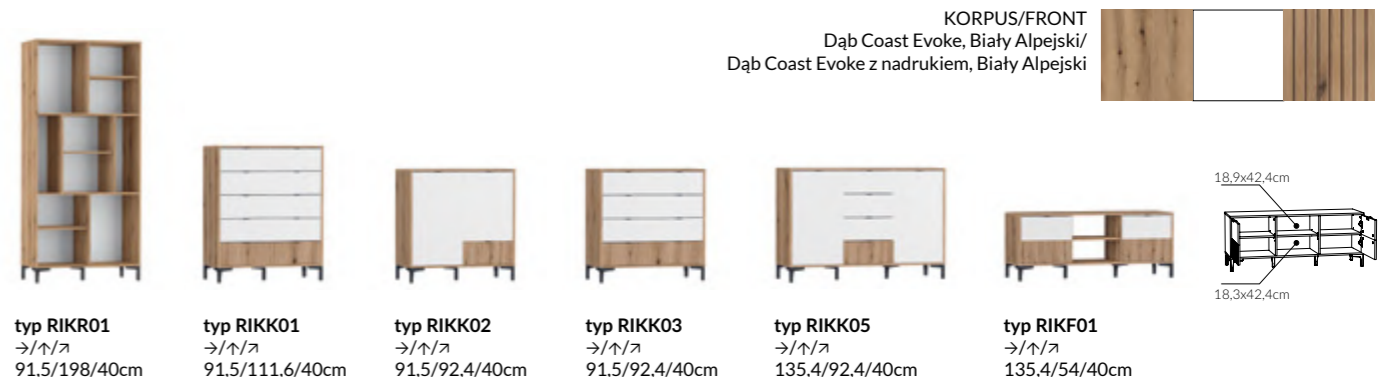 KORPUS/FRONT
Dąb Coast Evoke, Biały Alpejski/
Dąb Coast Evoke z nadrukiem, Biały Alpejski
18,9x42,4cm
18,3x42,4cm
typ RIKR01
→/↑/↗
91,5/198/40cm
typ RIKK01
→/↑/↗
91,5/111,6/40cm
typ RIKK02
→/↑/↗
91,5/92,4/40cm
typ RIKK03
→/↑/↗
91,5/92,4/40cm
typ RIKK05
→/↑/↗
135,4/92,4/40cm
typ RIKF01
→/↑/↗
135,4/54/40cm